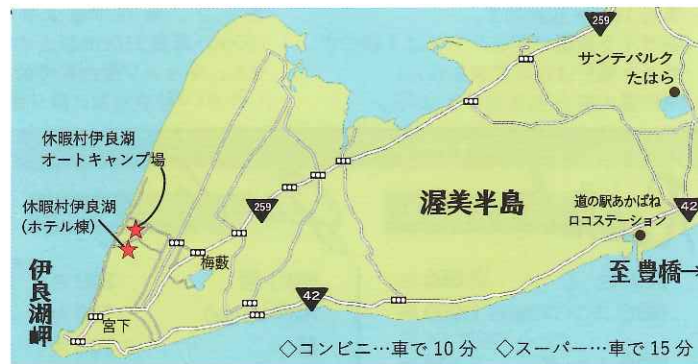 259
サンテパルク
たはら
休暇村伊良湖
オートキャンプ場
休暇村伊良湖
(ホテル棟)
259
渥美半島
道の駅あかばね
ロコステーション
42
梅藪
伊良湖岬
至 豊橋
42
宮下
◇コンビニ…車で10分 ◇スーパー…車で15分